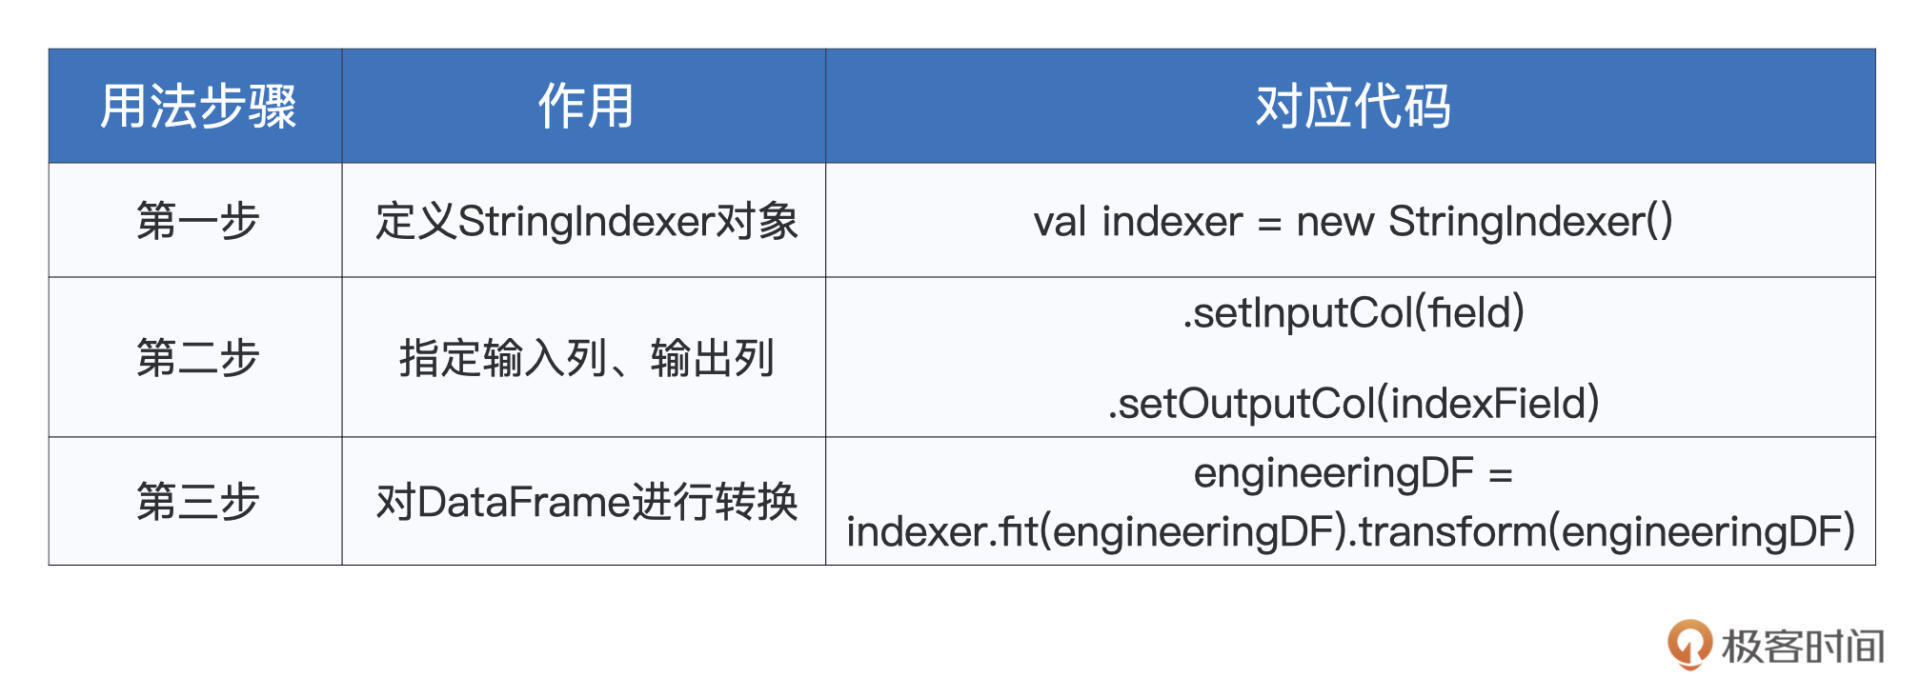 用法步骤 作用 对应代码
第一步 定义StringIndexer对象 val indexer = new StringIndexer()
第二步 指定输入列、输出列 .setInputCol(field)
.setOutputCol(indexField)
第三步 对DataFrame进行转换 engineeringDF =
indexer.fit(engineeringDF).transform(engineeringDF)
极客时间